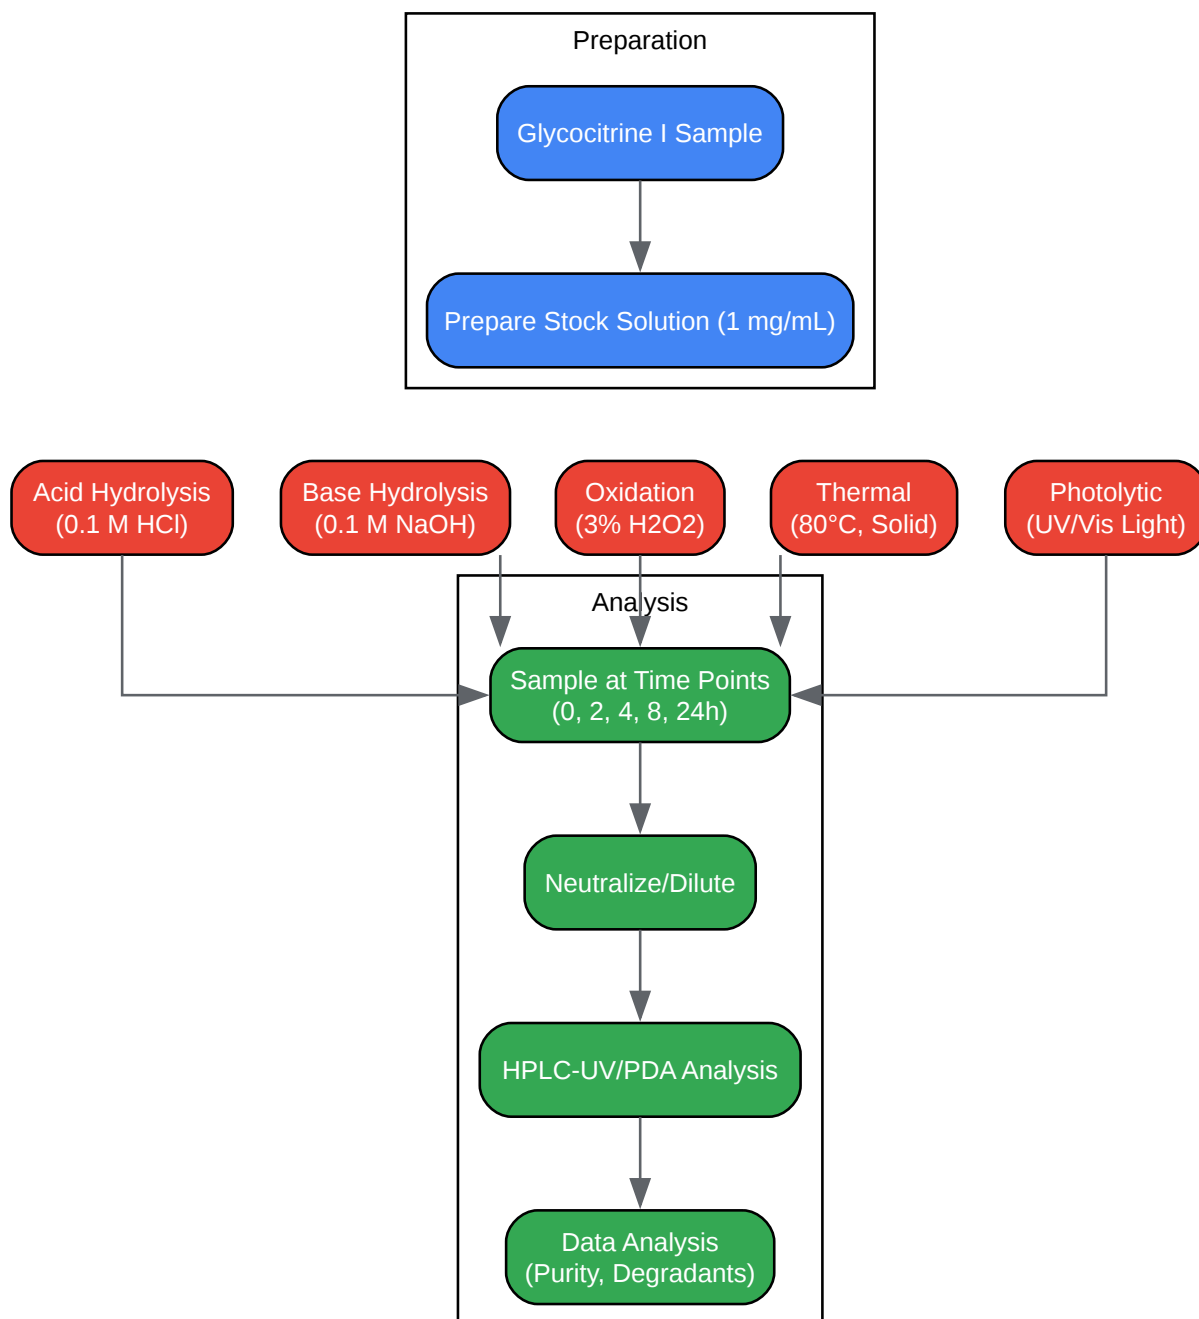 Preparation
Glycocitrine I Sample
Prepare Stock Solution (1 mg/mL)
Acid Hydrolysis
(0.1 M HCl)
Base Hydrolysis
(0.1 M NaOH)
Oxidation
(3% H2O2)
Thermal
(80°C, Solid)
Photolytic
(UV/Vis Light)
Analysis
Sample at Time Points
(0, 2, 4, 8, 24h)
Neutralize/Dilute
HPLC-UV/PDA Analysis
Data Analysis
(Purity, Degradants)